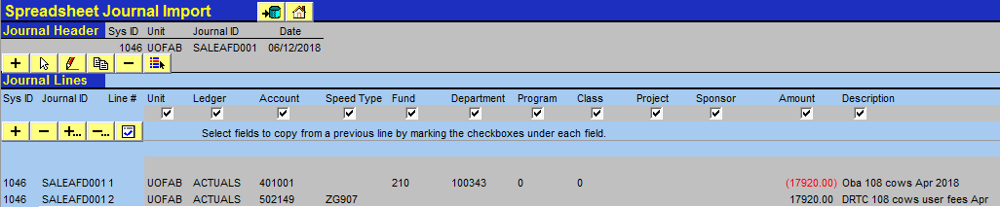 Spreadsheet Journal Import
Journal Header Sys ID Unit Journal ID Date
1046 UOFAB SALEAFD001 06/12/2018
Journal Lines
Sys ID Journal ID Line # Unit Ledger Account Speed Type Fund Department Program Class Project Sponsor Amount Description
Select fields to copy from a previous line by marking the checkboxes under each field.
1046 SALEAFD001 1 UOFAB ACTUALS 401001 210 100343 0 0 (17920.00) Oba 108 cows Apr 2018
1046 SALEAFD001 2 UOFAB ACTUALS 502149 ZG907 17920.00 DRTC 108 cows user fees Apr